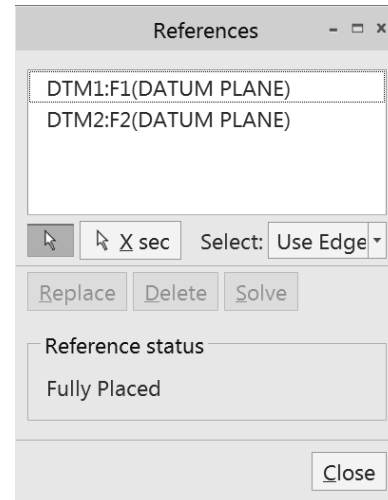 References
DTM1:F1(DATUM PLANE)
DTM2:F2(DATUM PLANE)
X sec Select: Use Edge
Replace Delete Solve
Reference status
Fully Placed
Close